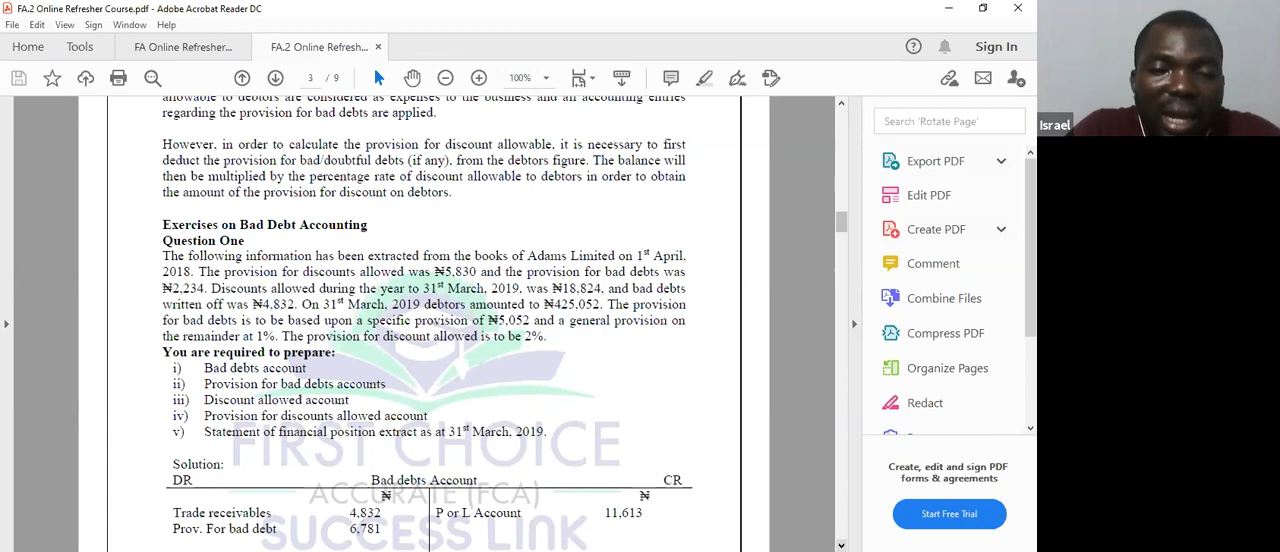 FA.2 Online Refresher Course.pdf - Adobe Acrobat Reader DC
File Edit View Sign Window Help
Home Tools FA Online Refresher... FA.2 Online Refresh... × Sign In
3 / 9 100%
allowable to debtors are considered as expenses to the business and all accounting entries
regarding the provision for bad debts are applied.
However, in order to calculate the provision for discount allowable, it is necessary to first
deduct the provision for bad/doubtful debts (if any), from the debtors figure. The balance will
then be multiplied by the percentage rate of discount allowable to debtors in order to obtain
the amount of the provision for discount on debtors.
Exercises on Bad Debt Accounting
Question One
The following information has been extracted from the books of Adams Limited on 1st April,
2018. The provision for discounts allowed was ₦5,830 and the provision for bad debts was
₦2,234. Discounts allowed during the year to 31st March, 2019, was ₦18,824, and bad debts
written off was ₦4,832. On 31st March, 2019 debtors amounted to ₦425,052. The provision
for bad debts is to be based upon a specific provision of ₦5,052 and a general provision on
the remainder at 1%. The provision for discount allowed is to be 2%.
You are required to prepare:
i) Bad debts account
ii) Provision for bad debts accounts
iii) Discount allowed account
iv) Provision for discounts allowed account
v) Statement of financial position extract as at 31st March, 2019.
FIRST CHOICE
Solution:
DR Bad debts Account CR
ACCURATE (FCA)
₦ ₦
Trade receivables 4,832 P or L Account 11,613
Prov. For bad debt 6,781
SUCCESS LINK
Search 'Rotate Page'
Export PDF
Edit PDF
Create PDF
Comment
Combine Files
Compress PDF
Organize Pages
Redact
Create, edit and sign PDF
forms & agreements
Start Free Trial
Israel